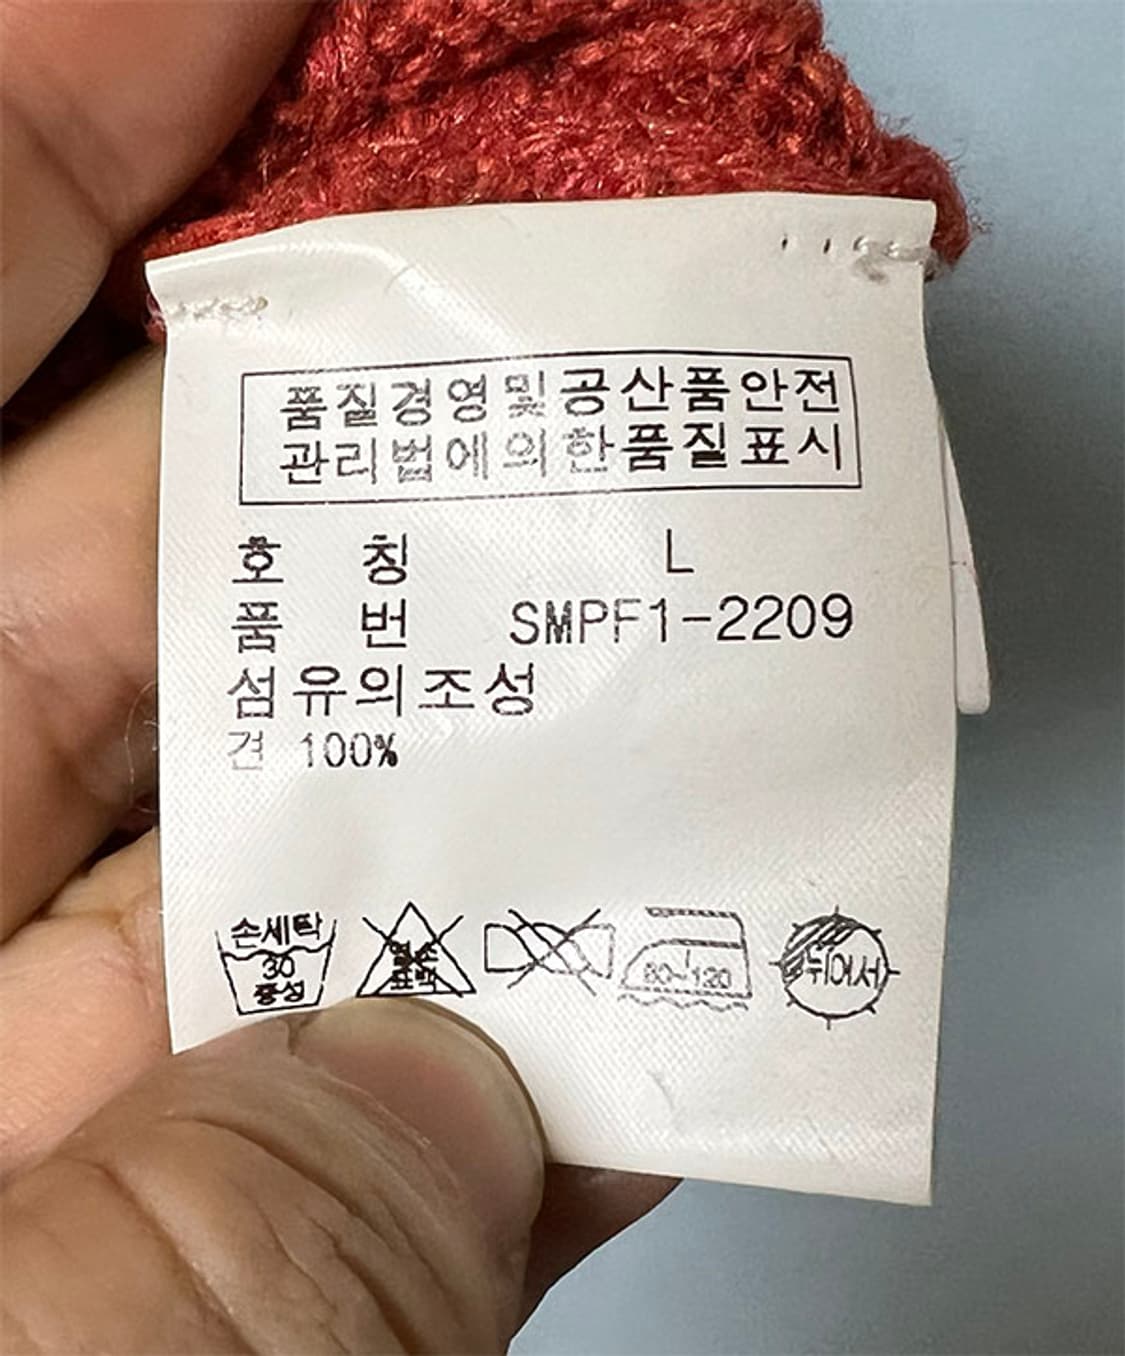 품질경영및공산품안전
관리법에의한품질표시
호 칭 L
품 번 SMPF1-2209
섬유의조성
견 100%
손세탁
30
중성
염소
표백
80~120
뉘어서